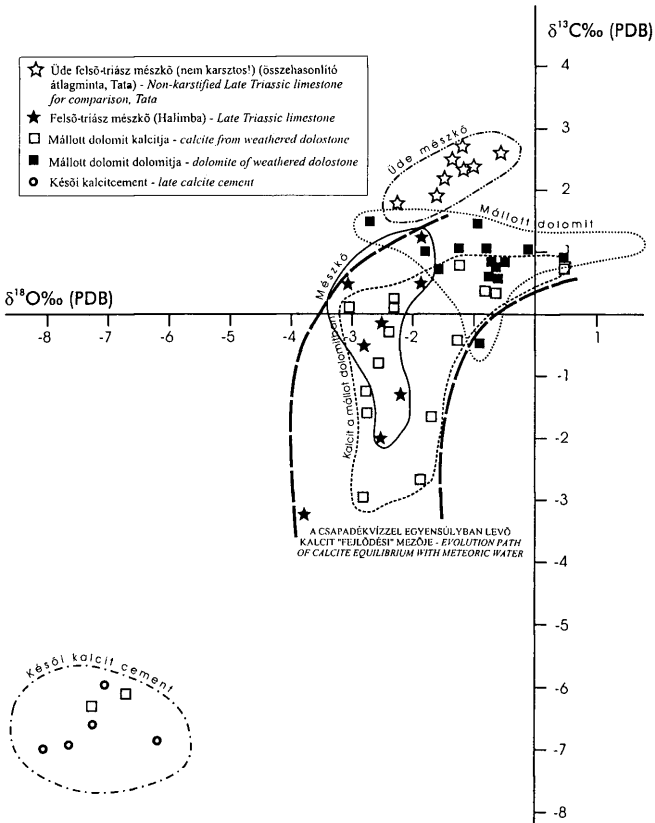 δ¹³C‰ (PDB)
4
3
2
1
Üde felső-triász mészkő (nem karsztos!) (összehasonlító
átlagminta, Tata) - Non-karstified Late Triassic limestone
for comparison, Tata
Felső-triász mészkő (Halimba) - Late Triassic limestone
Mállott dolomit kalcitja - calcite from weathered dolostone
Mállott dolomit dolomitja - dolomite of weathered dolostone
Késői kalcitcement - late calcite cement
Üde mészkő
Mállott dolomit
Mészkő
δ¹⁸O‰ (PDB)
-8
-7
-6
-5
-4
-3
-2
-1
1
Kalcit a mállot dolomitban
-1
-2
-3
A CSAPADÉKVÍZZEL EGYENSÚLYBAN LEVŐ
KALCIT "FEJLŐDÉSI" MEZŐJE - EVOLUTION PATH
OF CALCITE EQUILIBRIUM WITH METEORIC WATER
-4
-5
-6
-7
-8
Késői kalcit cement